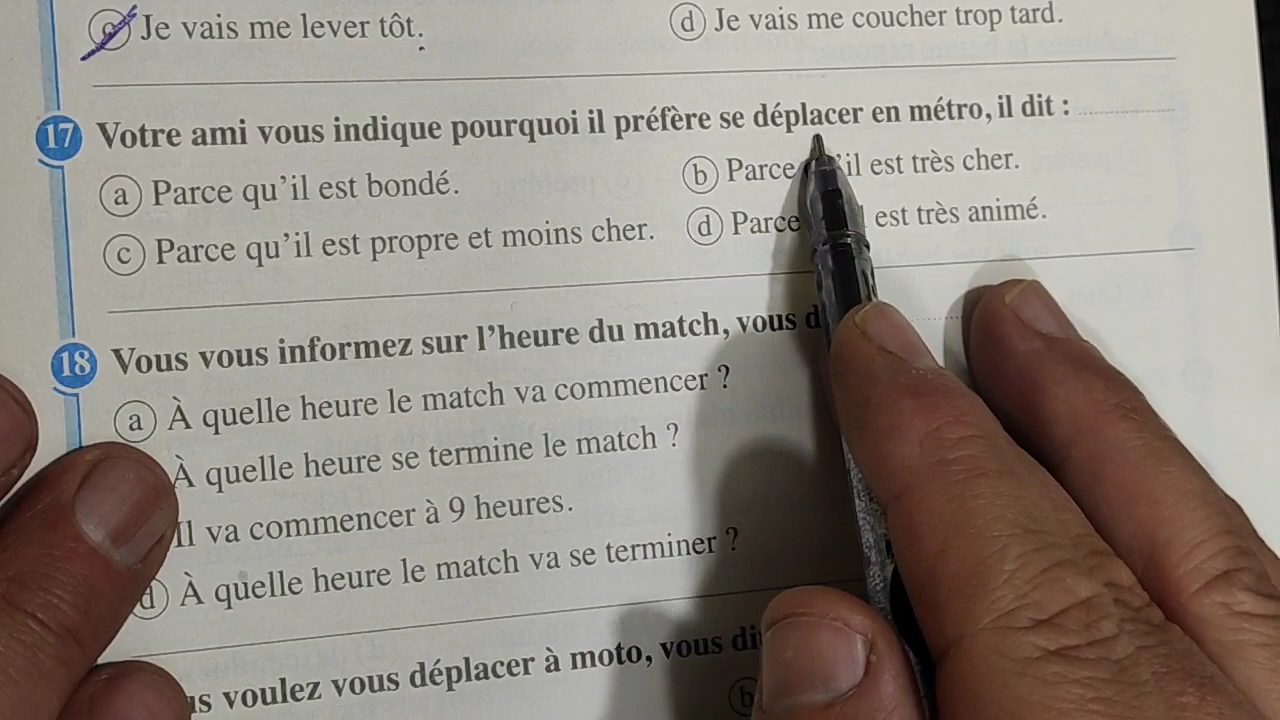 Je vais me lever tôt.
d Je vais me coucher trop tard.
17 Votre ami vous indique pourquoi il préfère se déplacer en métro, il dit :
a Parce qu'il est bondé.
b Parce 'il est très cher.
c Parce qu'il est propre et moins cher.
d Parce est très animé.
18 Vous vous informez sur l'heure du match, vous
a À quelle heure le match va commencer ?
À quelle heure se termine le match ?
Il va commencer à 9 heures.
d À quelle heure le match va se terminer ?
voulez vous déplacer à moto, vous
b